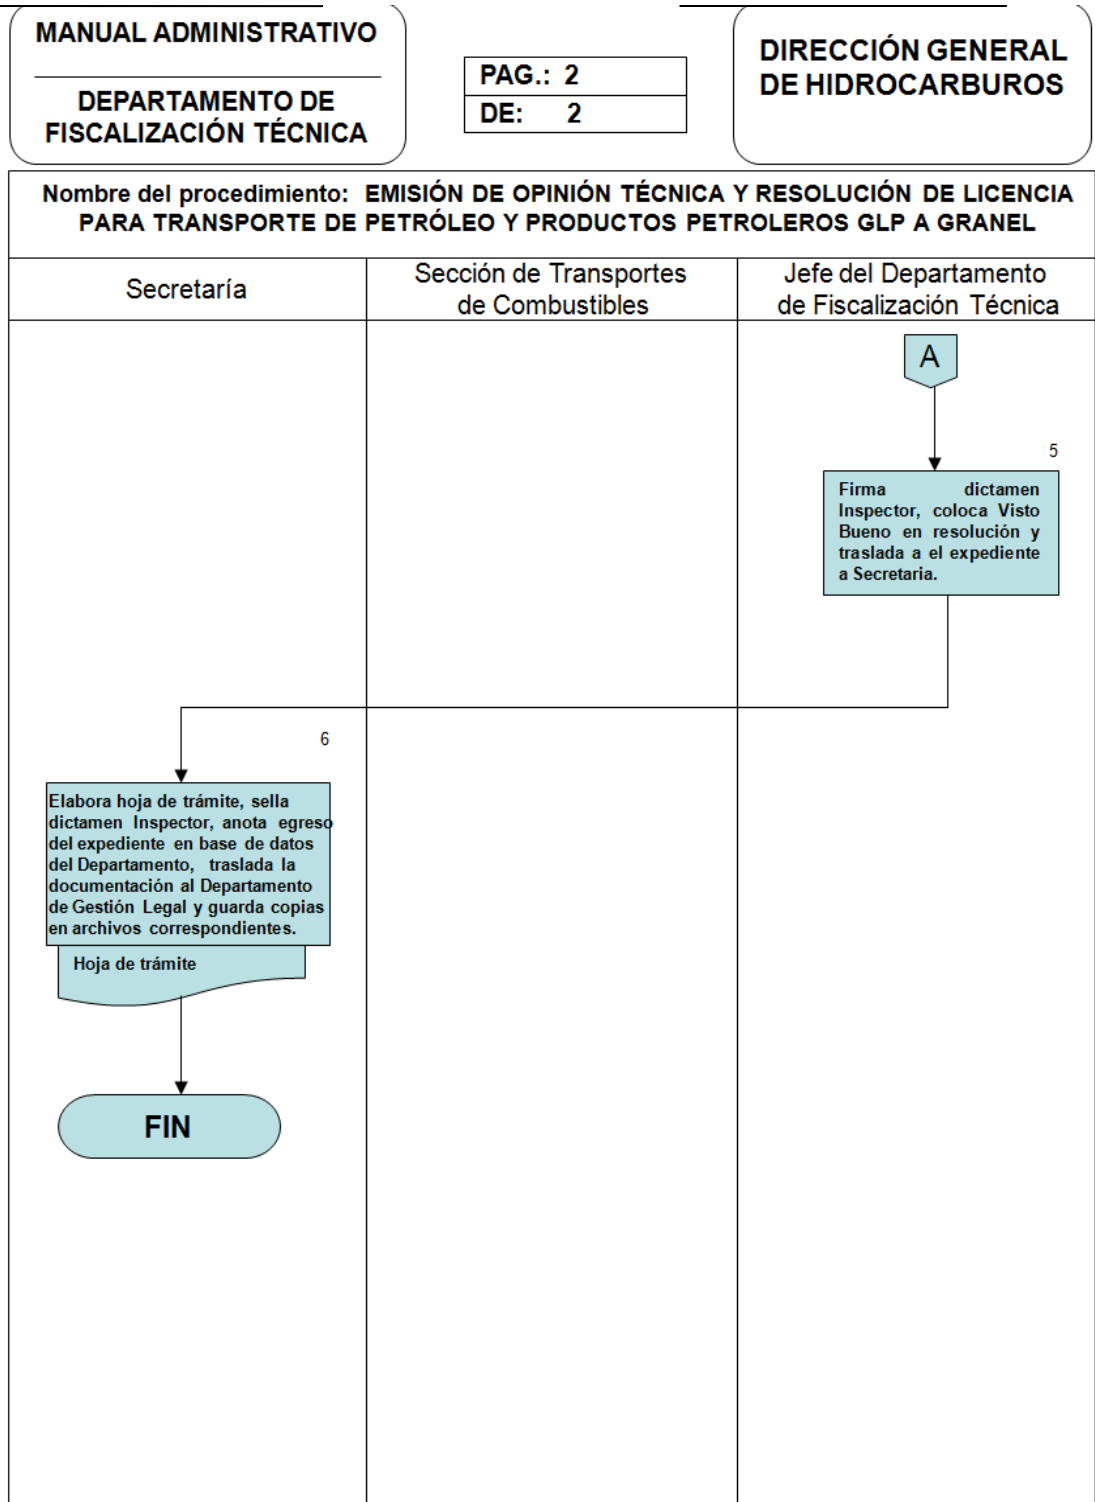 MANUAL ADMINISTRATIVO
DEPARTAMENTO DE
FISCALIZACIÓN TÉCNICA
PAG.: 2
DE: 2
DIRECCIÓN GENERAL
DE HIDROCARBUROS
Nombre del procedimiento: EMISIÓN DE OPINIÓN TÉCNICA Y RESOLUCIÓN DE LICENCIA
PARA TRANSPORTE DE PETRÓLEO Y PRODUCTOS PETROLEROS GLP A GRANEL
Secretaría
Sección de Transportes
de Combustibles
Jefe del Departamento
de Fiscalización Técnica
A
5
Firma dictamen
Inspector, coloca Visto
Bueno en resolución y
traslada a el expediente
a Secretaria.
6
Elabora hoja de trámite, sella
dictamen Inspector, anota egreso
del expediente en base de datos
del Departamento, traslada la
documentación al Departamento
de Gestión Legal y guarda copias
en archivos correspondientes.
Hoja de trámite
FIN